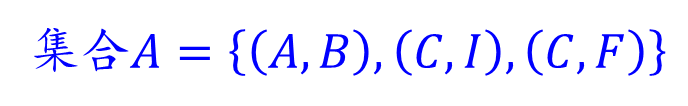 集合A = {(A, B), (C, I), (C, F)}